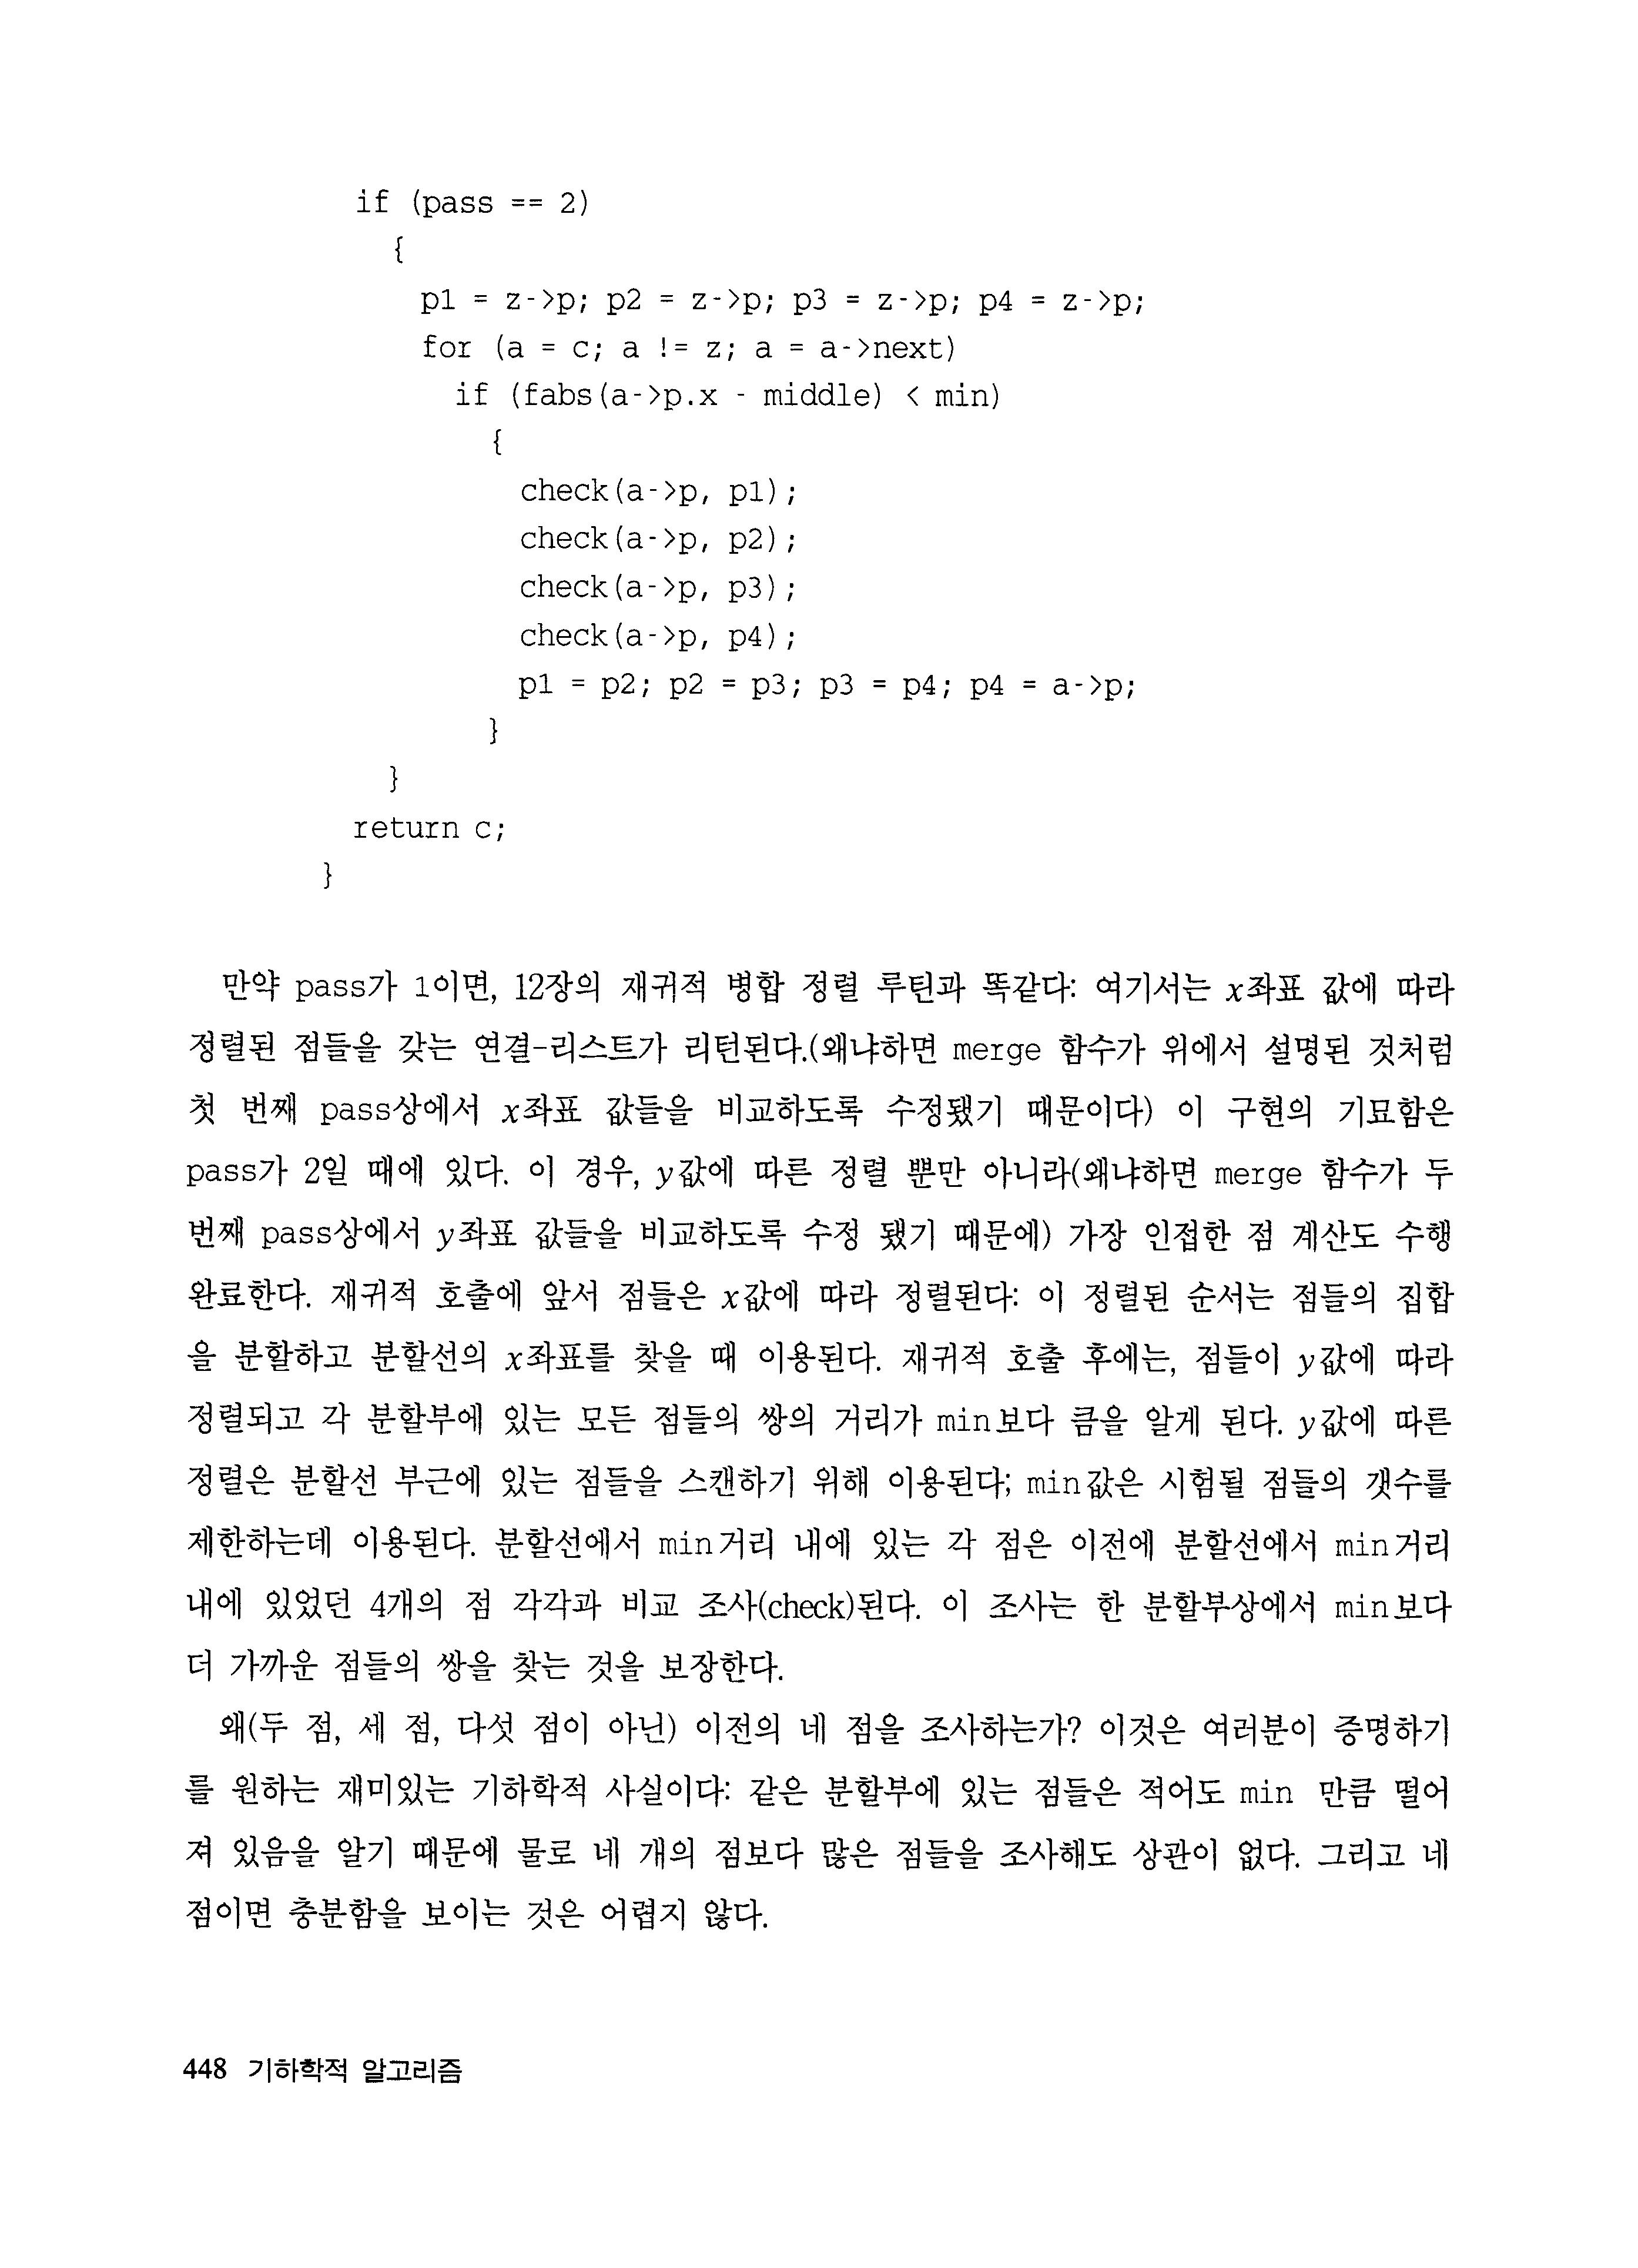 if (pass == 2)
{
p1 = z->p; p2 = z->p; p3 = z->p; p4 = z->p;
for (a = c; a != z; a = a->next)
if (fabs(a->p.x - middle) < min)
{
check(a->p, p1);
check(a->p, p2);
check(a->p, p3);
check(a->p, p4);
p1 = p2; p2 = p3; p3 = p4; p4 = a->p;
}
}
return c;
}
만약 pass가 1이면, 12장의 재귀적 병합 정렬 루틴과 똑같다: 여기서는 x좌표 값에 따라
정렬된 점들을 갖는 연결-리스트가 리턴된다.(왜냐하면 merge 함수가 위에서 설명된 것처럼
첫 번째 pass상에서 x좌표 값들을 비교하도록 수정됐기 때문이다) 이 구현의 기묘함은
pass가 2일 때에 있다. 이 경우, y값에 따른 정렬 뿐만 아니라(왜냐하면 merge 함수가 두
번째 pass상에서 y좌표 값들을 비교하도록 수정 됐기 때문에) 가장 인접한 점 계산도 수행
완료한다. 재귀적 호출에 앞서 점들은 x값에 따라 정렬된다: 이 정렬된 순서는 점들의 집합
을 분할하고 분할선의 x좌표를 찾을 때 이용된다. 재귀적 호출 후에는, 점들이 y값에 따라
정렬되고 각 분할부에 있는 모든 점들의 쌍의 거리가 min보다 큼을 알게 된다. y값에 따른
정렬은 분할선 부근에 있는 점들을 스캔하기 위해 이용된다; min값은 시험될 점들의 갯수를
제한하는데 이용된다. 분할선에서 min거리 내에 있는 각 점은 이전에 분할선에서 min거리
내에 있었던 4개의 점 각각과 비교 조사(check)된다. 이 조사는 한 분할부상에서 min보다
더 가까운 점들의 쌍을 찾는 것을 보장한다.
왜(두 점, 세 점, 다섯 점이 아닌) 이전의 네 점을 조사하는가? 이것은 여러분이 증명하기
를 원하는 재미있는 기하학적 사실이다: 같은 분할부에 있는 점들은 적어도 min 만큼 떨어
져 있음을 알기 때문에 물로 네 개의 점보다 많은 점들을 조사해도 상관이 없다. 그리고 네
점이면 충분함을 보이는 것은 어렵지 않다.
448 기하학적 알고리즘